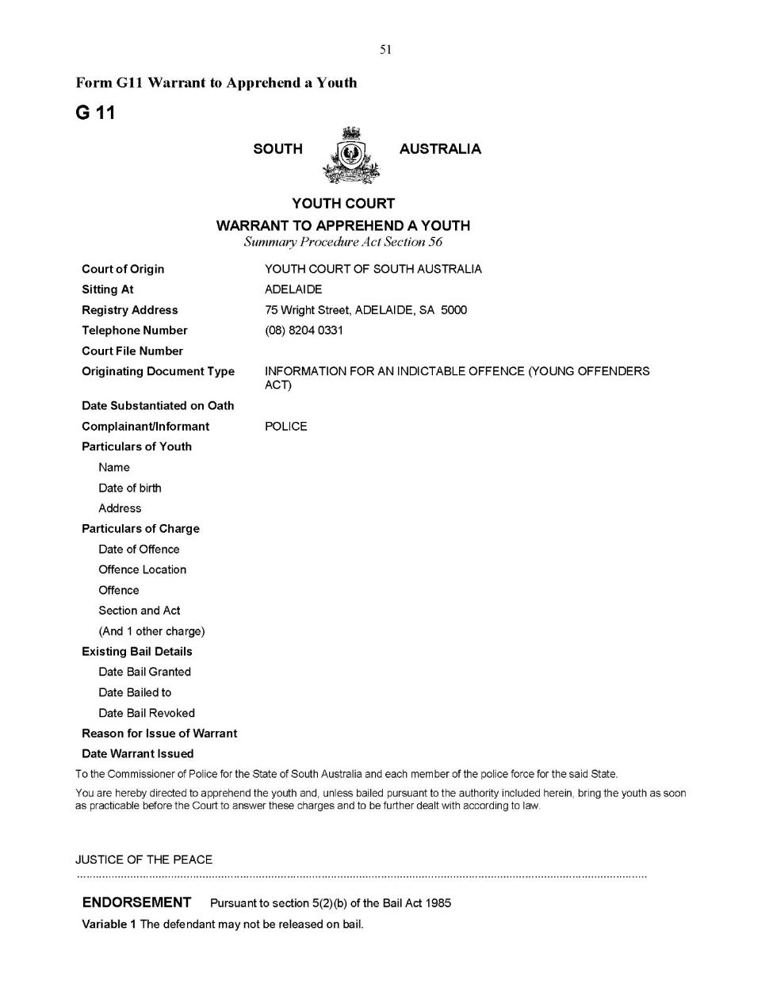 51
Form G11 Warrant to Apprehend a Youth
G 11
SOUTH AUSTRALIA
YOUTH COURT
WARRANT TO APPREHEND A YOUTH
Summary Procedure Act Section 56
Court of Origin YOUTH COURT OF SOUTH AUSTRALIA
Sitting At ADELAIDE
Registry Address 75 Wright Street, ADELAIDE, SA 5000
Telephone Number (08) 8204 0331
Court File Number
Originating Document Type INFORMATION FOR AN INDICTABLE OFFENCE (YOUNG OFFENDERS
ACT)
Date Substantiated on Oath
Complainant/Informant POLICE
Particulars of Youth
Name
Date of birth
Address
Particulars of Charge
Date of Offence
Offence Location
Offence
Section and Act
(And 1 other charge)
Existing Bail Details
Date Bail Granted
Date Bailed to
Date Bail Revoked
Reason for Issue of Warrant
Date Warrant Issued
To the Commissioner of Police for the State of South Australia and each member of the police force for the said State.
You are hereby directed to apprehend the youth and, unless bailed pursuant to the authority included herein, bring the youth as soon
as practicable before the Court to answer these charges and to be further dealt with according to law.
JUSTICE OF THE PEACE
ENDORSEMENT Pursuant to section 5(2)(b) of the Bail Act 1985
Variable 1 The defendant may not be released on bail.